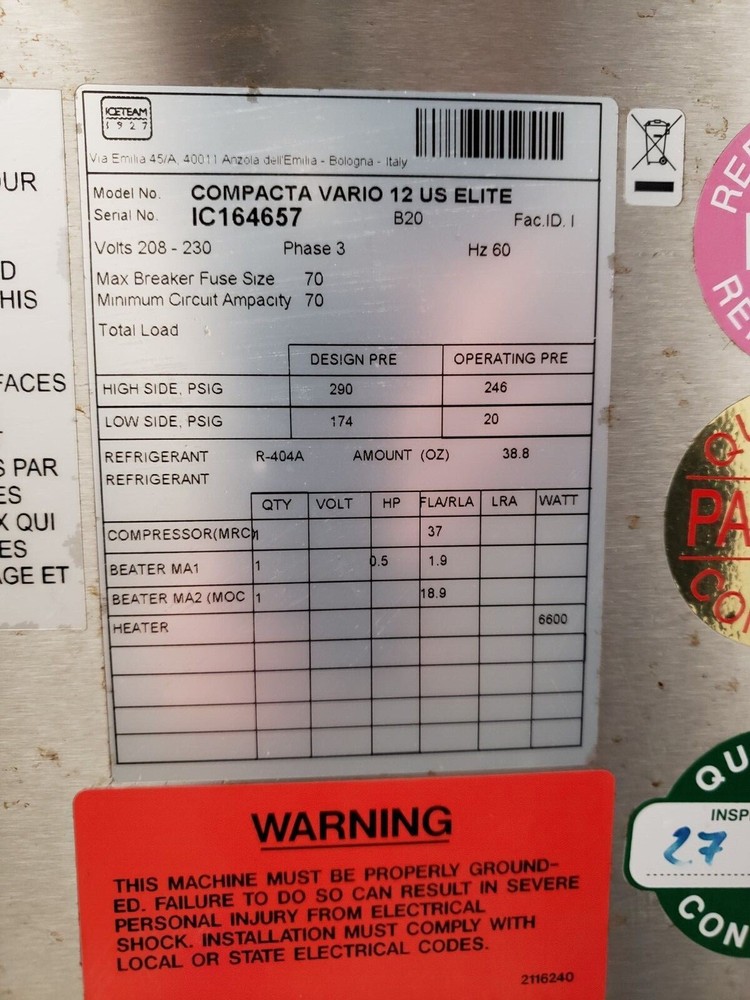 ICETEAM
1927
Via Emilia 45/A, 40011 Anzola dell'Emilia - Bologna - Italy
Model No. COMPACTA VARIO 12 US ELITE
Serial No. IC164657 B20 Fac.ID. I
Volts 208 - 230 Phase 3 Hz 60
Max Breaker Fuse Size 70
Minimum Circuit Ampacity 70
Total Load
DESIGN PRE OPERATING PRE
HIGH SIDE, PSIG 290 246
LOW SIDE, PSIG 174 20
REFRIGERANT R-404A AMOUNT (OZ) 38.8
REFRIGERANT
QTY VOLT HP FLA/RLA LRA WATT
COMPRESSOR(MRC) 1 37
BEATER MA1 1 0.5 1.9
BEATER MA2 (MOC 1 18.9
HEATER 6600
WARNING
THIS MACHINE MUST BE PROPERLY GROUND-
ED. FAILURE TO DO SO CAN RESULT IN SEVERE
PERSONAL INJURY FROM ELECTRICAL
SHOCK. INSTALLATION MUST COMPLY WITH
LOCAL OR STATE ELECTRICAL CODES.
2116240
OUR
D
HIS
FACES
S PAR
ES
X QUI
ES
AGE ET
RE
RE
QU
PA
CO
QU
INSP
27
CON